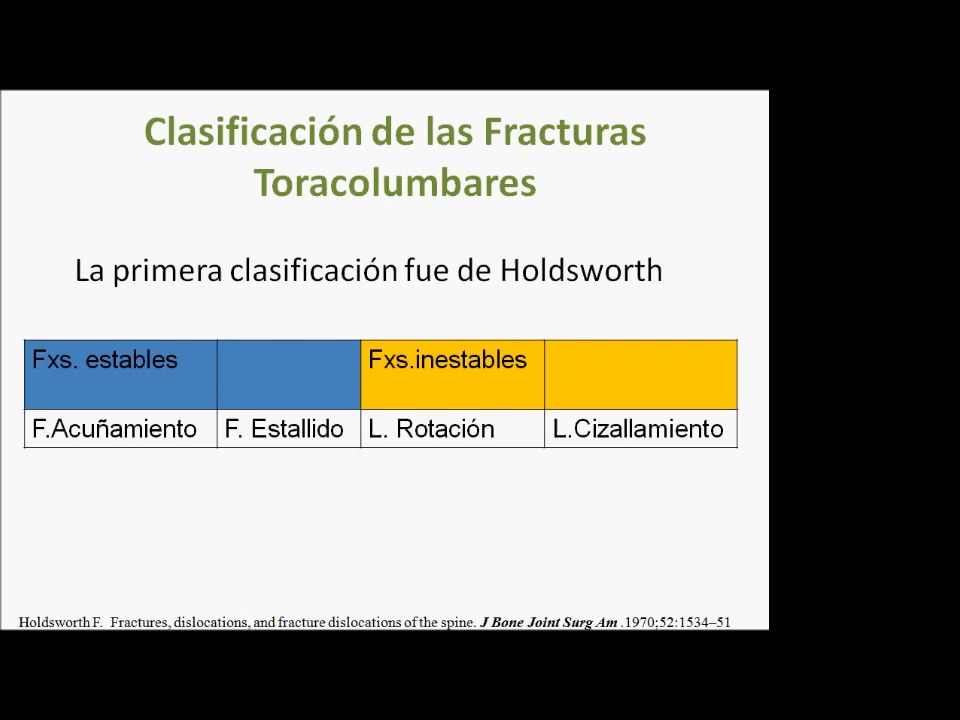 Clasificación de las Fracturas
Toracolumbares
La primera clasificación fue de Holdsworth
Fxs. estables Fxs.inestables
F.Acuñamiento F. Estallido L. Rotación L.Cizallamiento
Holdsworth F. Fractures, dislocations, and fracture dislocations of the spine. J Bone Joint Surg Am .1970;52:1534–51